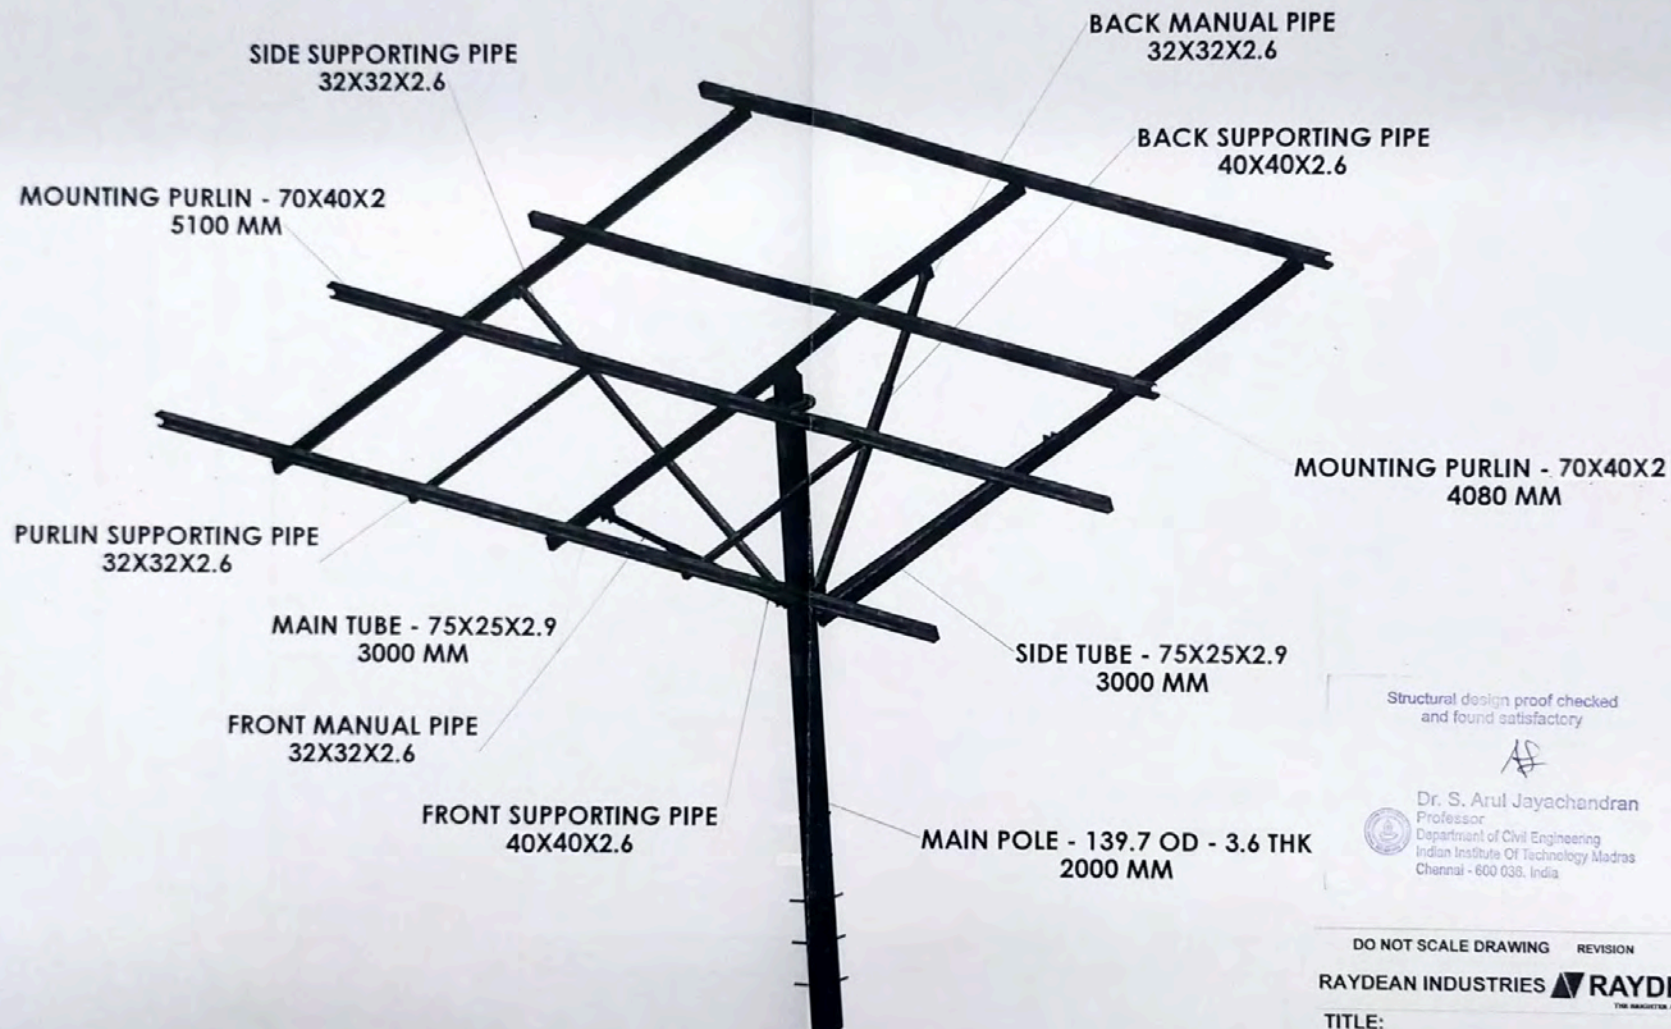 BACK MANUAL PIPE
32X32X2.6
SIDE SUPPORTING PIPE
32X32X2.6
BACK SUPPORTING PIPE
40X40X2.6
MOUNTING PURLIN - 70X40X2
5100 MM
MOUNTING PURLIN - 70X40X2
4080 MM
PURLIN SUPPORTING PIPE
32X32X2.6
MAIN TUBE - 75X25X2.9
3000 MM
SIDE TUBE - 75X25X2.9
3000 MM
FRONT MANUAL PIPE
32X32X2.6
FRONT SUPPORTING PIPE
40X40X2.6
MAIN POLE - 139.7 OD - 3.6 THK
2000 MM
Structural design proof checked
and found satisfactory
Dr. S. Arul Jayachandran
Professor
Department of Civil Engineering
Indian Institute Of Technology Madras
Chennai - 600 036, India
DO NOT SCALE DRAWING REVISION
RAYDEAN INDUSTRIES
TITLE: